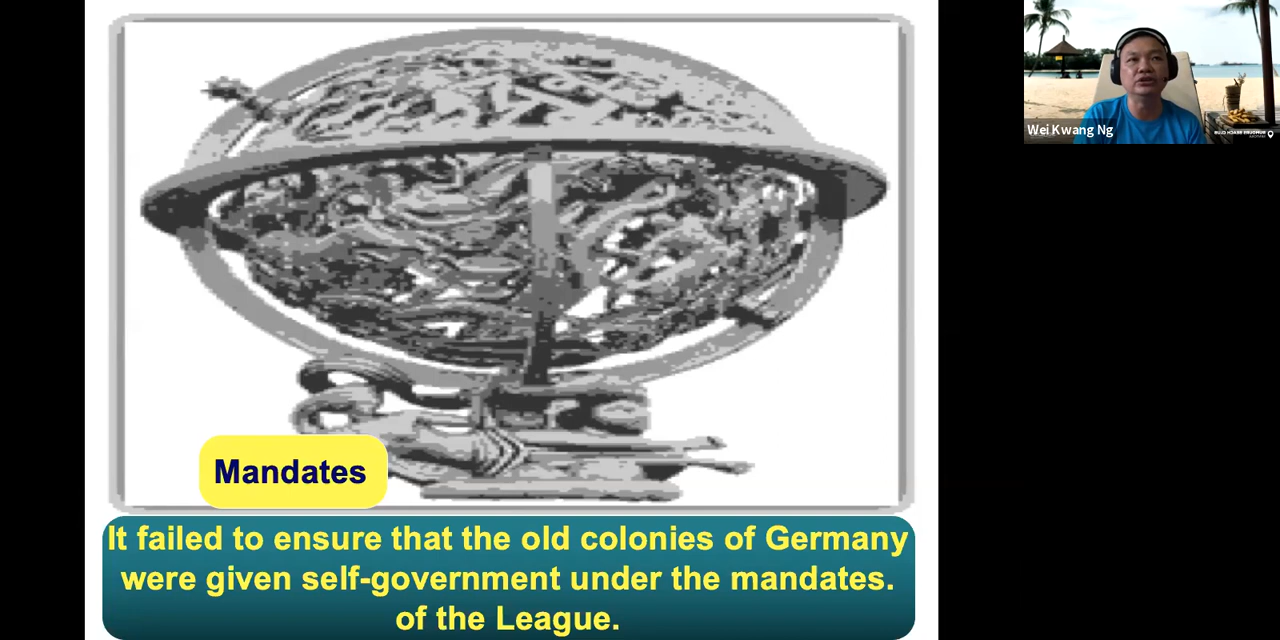 Wei Kwang Ng
Mandates
It failed to ensure that the old colonies of Germany
were given self-government under the mandates.
of the League.